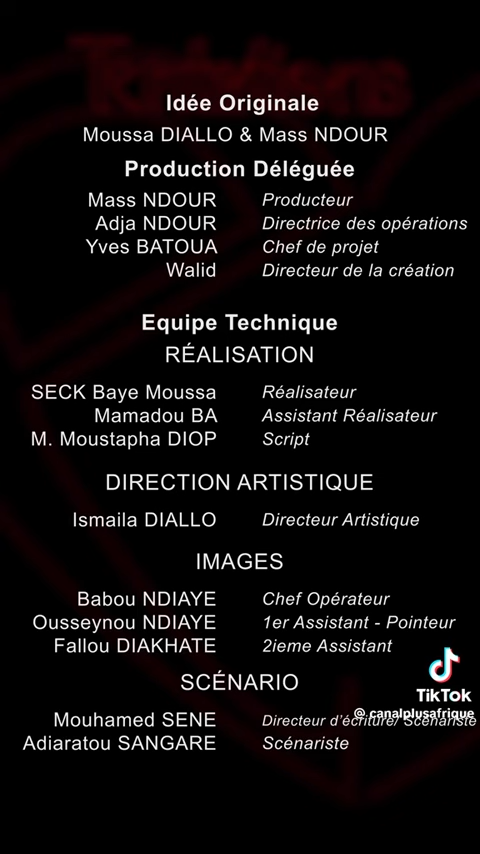 Idée Originale
Moussa DIALLO & Mass NDOUR
Production Déléguée
Mass NDOUR Producteur
Adja NDOUR Directrice des opérations
Yves BATOUA Chef de projet
Walid Directeur de la création
Equipe Technique
RÉALISATION
SECK Baye Moussa Réalisateur
Mamadou BA Assistant Réalisateur
M. Moustapha DIOP Script
DIRECTION ARTISTIQUE
Ismaila DIALLO Directeur Artistique
IMAGES
Babou NDIAYE Chef Opérateur
Ousseynou NDIAYE 1er Assistant - Pointeur
Fallou DIAKHATE 2ieme Assistant
SCÉNARIO
TikTok
@ canalplusafrique
Mouhamed SENE Directeur d'écriture/ Scénariste
Adiaratou SANGARE Scénariste